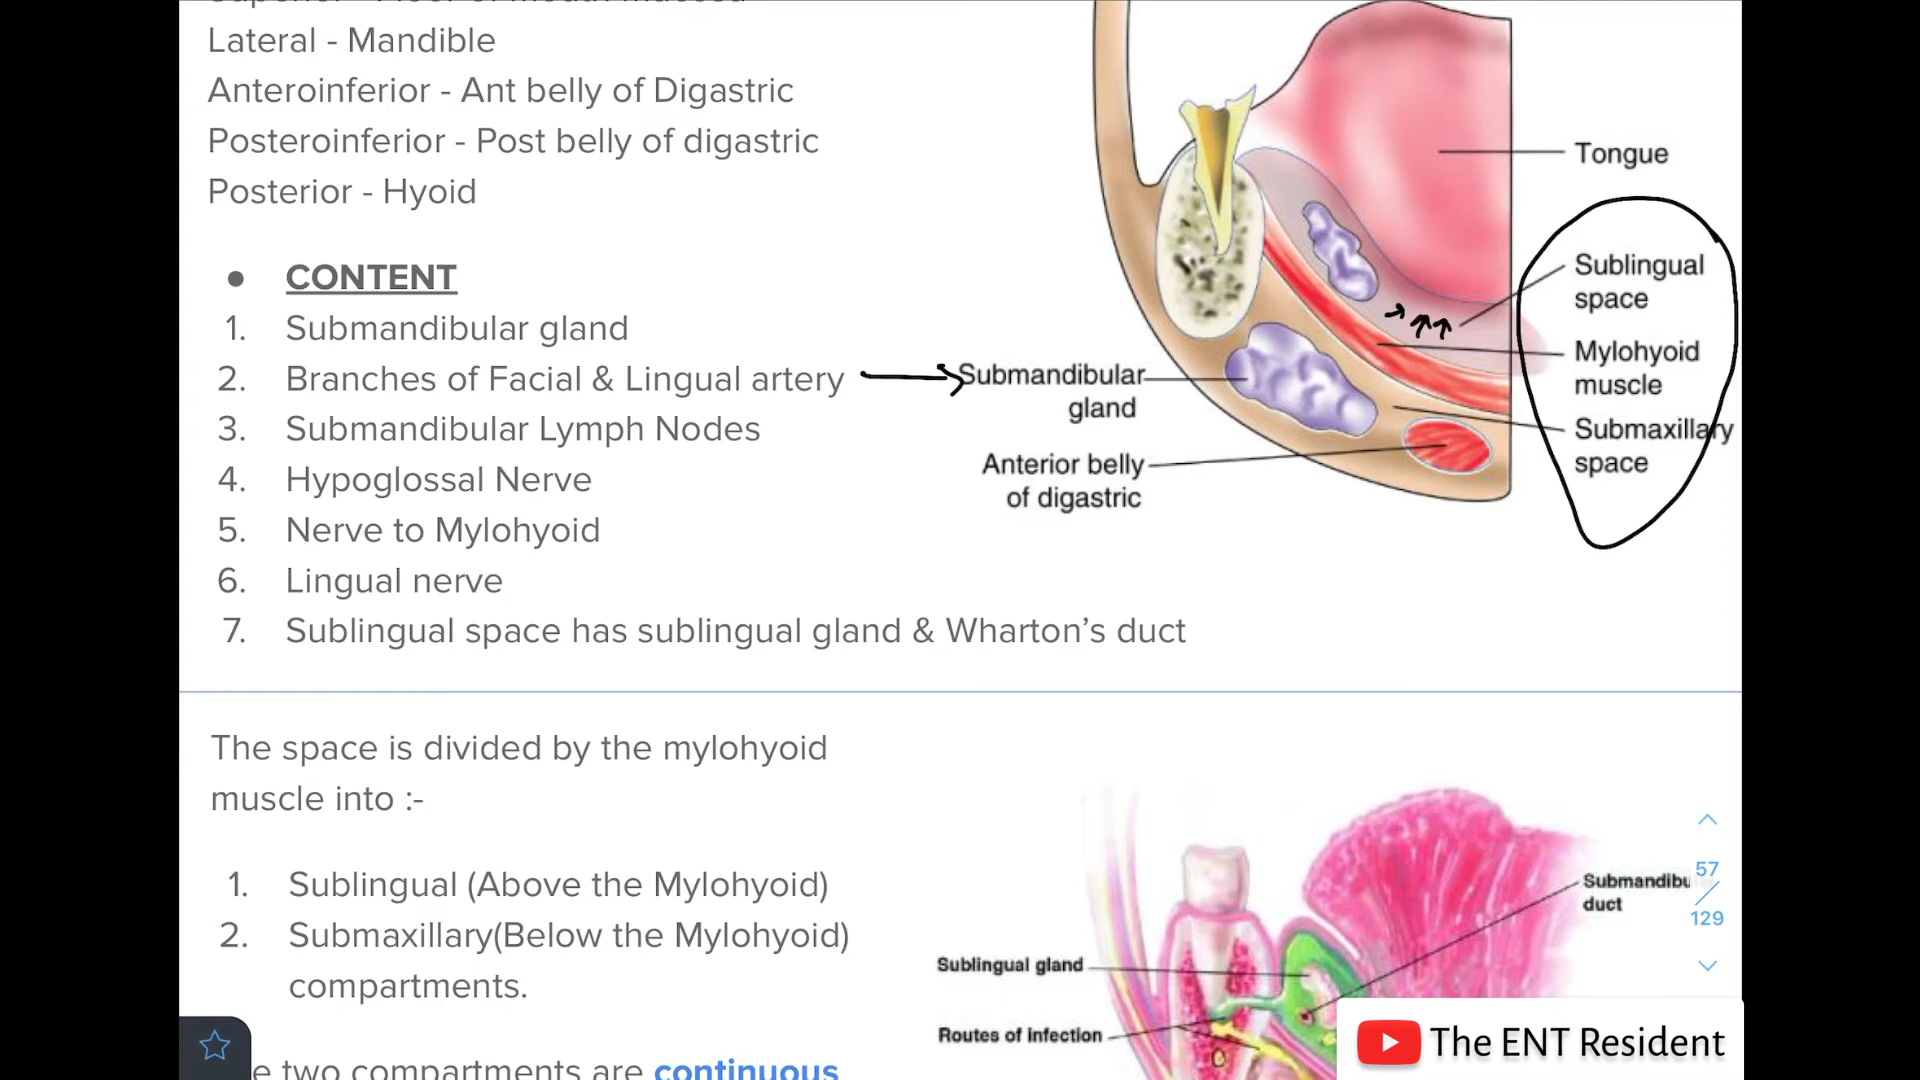 Lateral - Mandible
Anteroinferior - Ant belly of Digastric
Posteroinferior - Post belly of digastric
Posterior - Hyoid
● CONTENT
1. Submandibular gland
2. Branches of Facial & Lingual artery
3. Submandibular Lymph Nodes
4. Hypoglossal Nerve
5. Nerve to Mylohyoid
6. Lingual nerve
7. Sublingual space has sublingual gland & Wharton's duct
Tongue
Sublingual
space
Mylohyoid
muscle
Submaxillary
space
Submandibular
gland
Anterior belly
of digastric
The space is divided by the mylohyoid
muscle into :-
1. Sublingual (Above the Mylohyoid)
2. Submaxillary(Below the Mylohyoid)
compartments.
two compartments are continuous
duct
Sublingual gland
Routes of infection
57
129
The ENT Resident